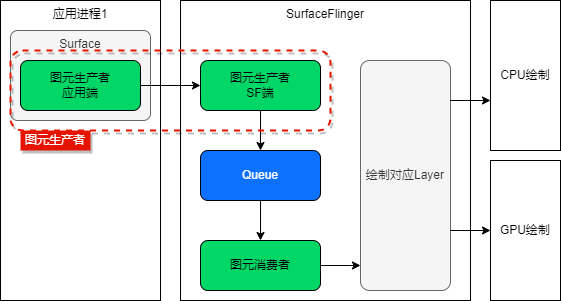 应用进程1
Surface
图元生产者
应用端
图元生产者
SurfaceFlinger
图元生产者
SF端
Queue
图元消费者
绘制对应Layer
CPU绘制
GPU绘制